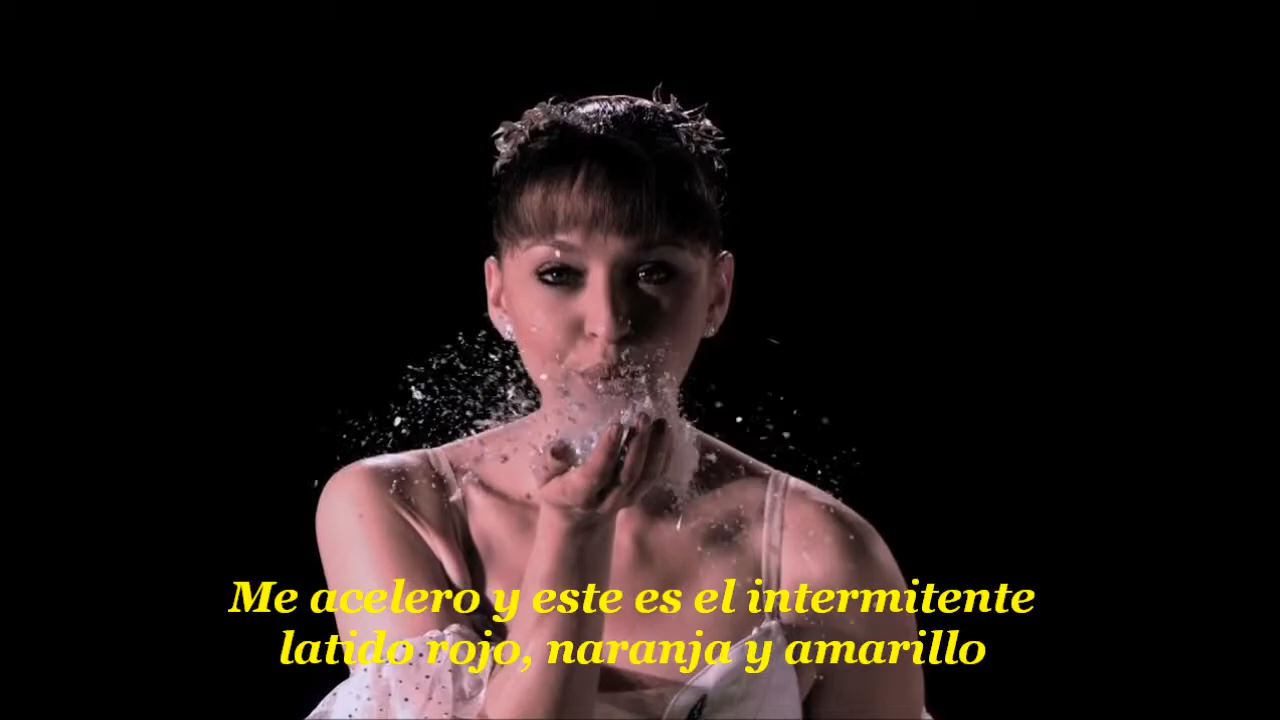 Me acelero y este es el intermitente
latido rojo, naranja y amarillo